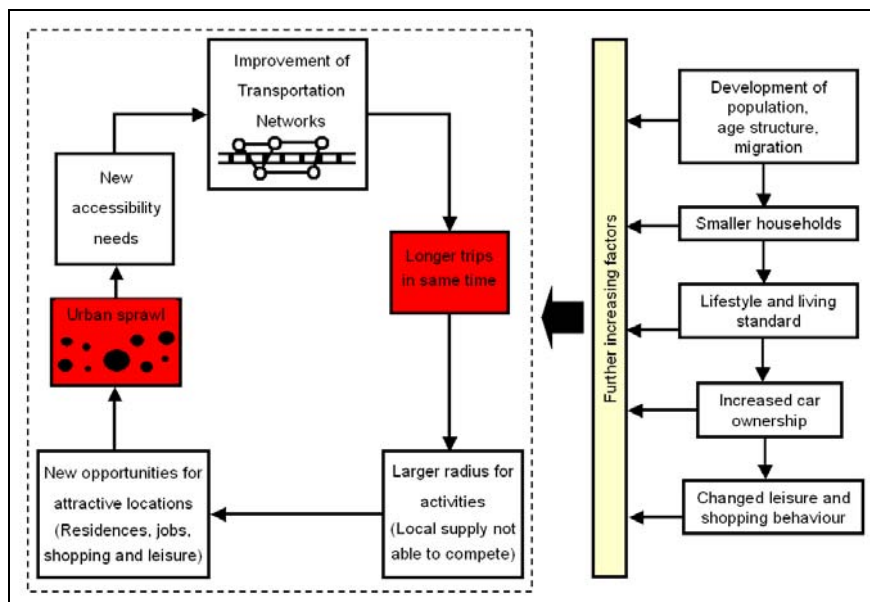 Improvement of
Transportation
Networks
New
accessibility
needs
Longer trips
in same time
Urban sprawl
New opportunities for
attractive locations
(Residences, jobs,
shopping and leisure)
Larger radius for
activities
(Local supply not
able to compete)
Further increasing factors
Development of
population,
age structure,
migration
Smaller households
Lifestyle and living
standard
Increased car
ownership
Changed leisure and
shopping behaviour